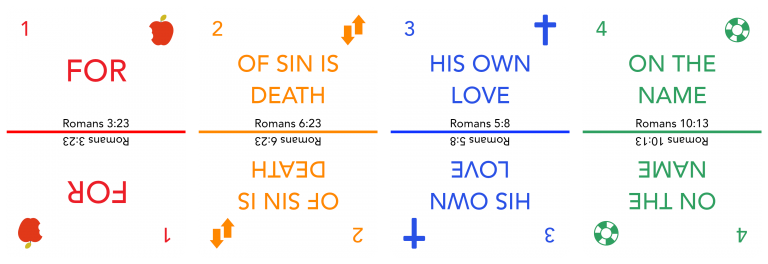 1
FOR
Romans 3:23
Romans 3:23
FOR
1
2
OF SIN IS
DEATH
Romans 6:23
Romans 6:23
DEATH
OF SIN IS
2
3
HIS OWN
LOVE
Romans 5:8
Romans 5:8
LOVE
HIS OWN
3
4
ON THE
NAME
Romans 10:13
Romans 10:13
NAME
ON THE
4